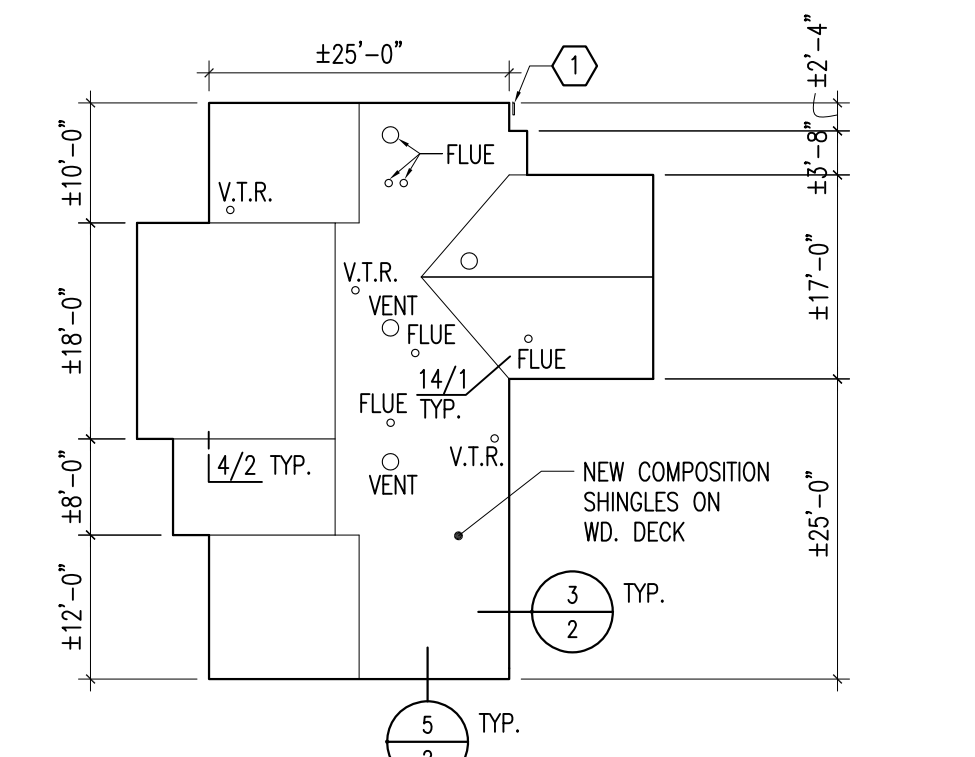 ±25'-0"
1
±2'-4"
±10'-0"
FLUE
±3'-8"
V.T.R.
V.T.R.
VENT
±17'-0"
±18'-0"
FLUE
FLUE
14/1
TYP.
FLUE
V.T.R.
4/2 TYP.
VENT
±8'-0"
NEW COMPOSITION
SHINGLES ON
WD. DECK
±25'-0"
3
2
TYP.
±12'-0"
5
TYP.